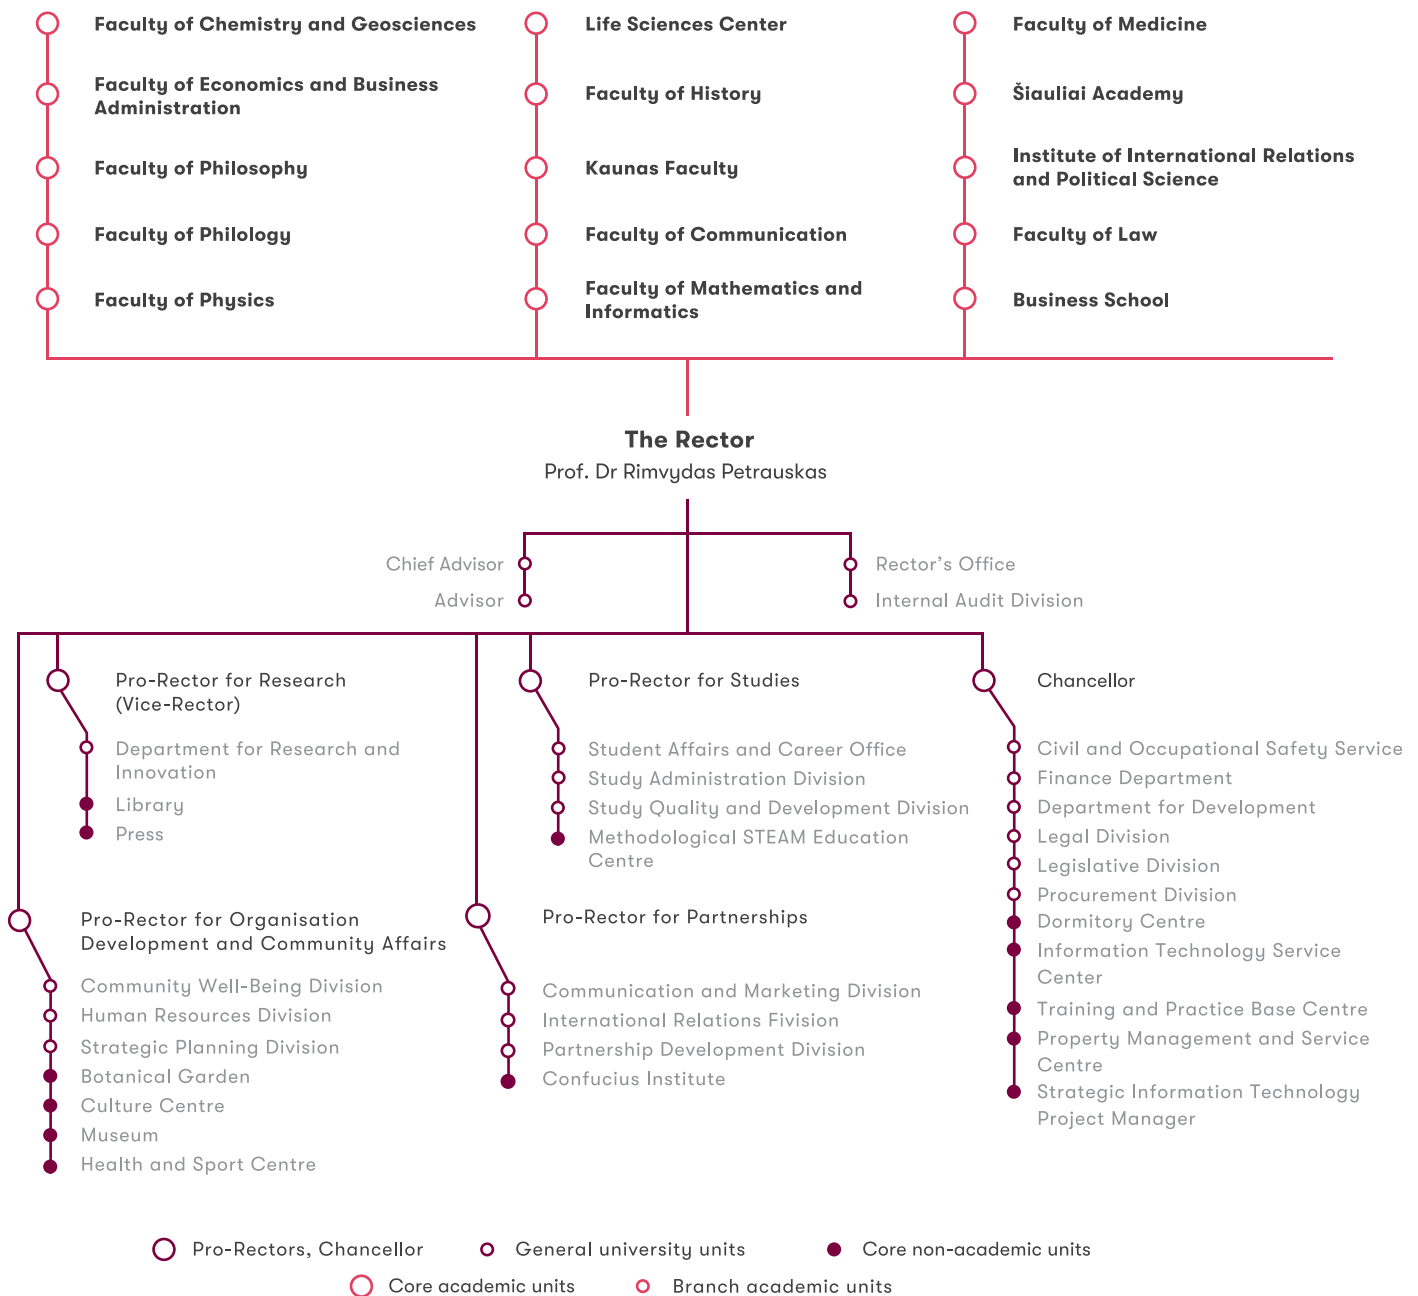 Faculty of Chemistry and Geosciences
Faculty of Economics and Business
Administration
Faculty of Philosophy
Faculty of Philology
Faculty of Physics
Life Sciences Center
Faculty of History
Kaunas Faculty
Faculty of Communication
Faculty of Mathematics and
Informatics
Faculty of Medicine
Šiauliai Academy
Institute of International Relations
and Political Science
Faculty of Law
Business School
The Rector
Prof. Dr Rimvydas Petrauskas
Chief Advisor
Advisor
Rector's Office
Internal Audit Division
Pro-Rector for Research
(Vice-Rector)
Department for Research and
Innovation
Library
Press
Pro-Rector for Studies
Student Affairs and Career Office
Study Administration Division
Study Quality and Development Division
Methodological STEAM Education
Centre
Chancellor
Civil and Occupational Safety Service
Finance Department
Department for Development
Legal Division
Legislative Division
Procurement Division
Dormitory Centre
Information Technology Service
Center
Training and Practice Base Centre
Property Management and Service
Centre
Strategic Information Technology
Project Manager
Pro-Rector for Organisation
Development and Community Affairs
Community Well-Being Division
Human Resources Division
Strategic Planning Division
Botanical Garden
Culture Centre
Museum
Health and Sport Centre
Pro-Rector for Partnerships
Communication and Marketing Division
International Relations Fivision
Partnership Development Division
Confucius Institute
Pro-Rectors, Chancellor
General university units
Core non-academic units
Core academic units
Branch academic units